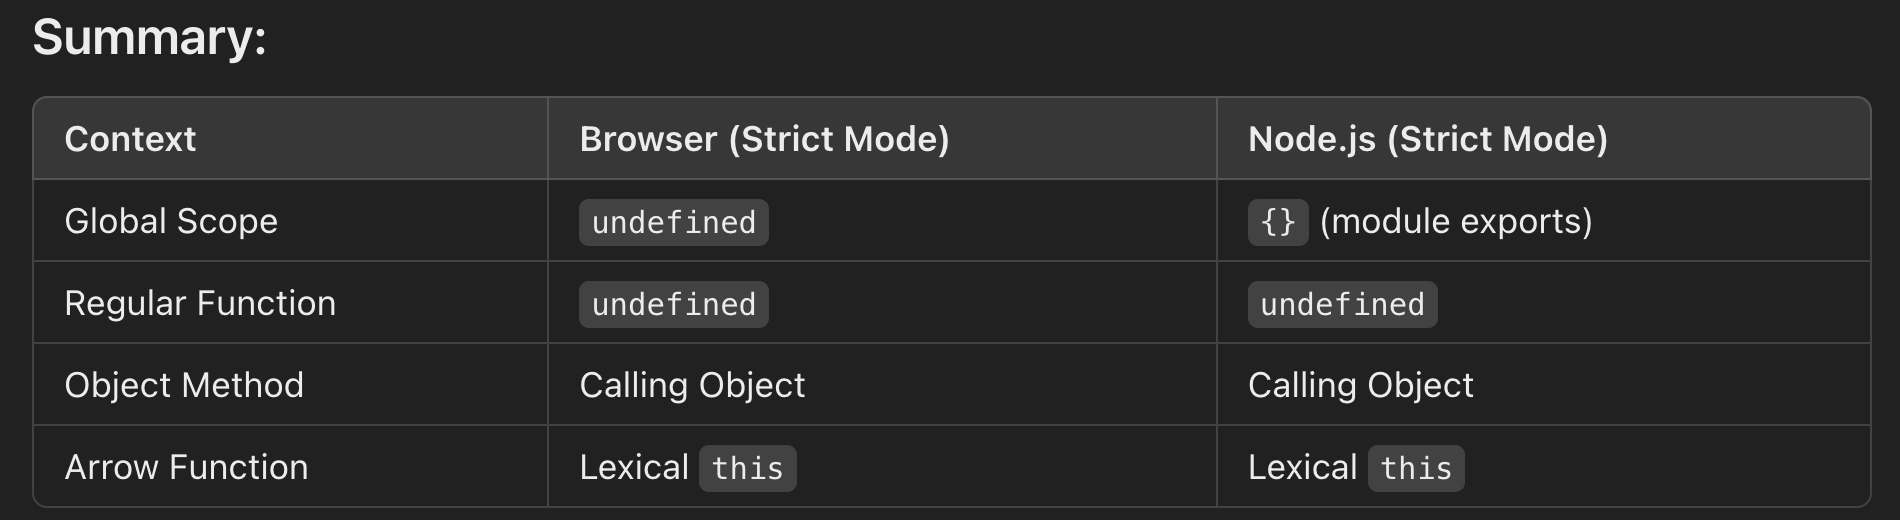 Summary:
Context Browser (Strict Mode) Node.js (Strict Mode)
Global Scope undefined {} (module exports)
Regular Function undefined undefined
Object Method Calling Object Calling Object
Arrow Function Lexical this Lexical this